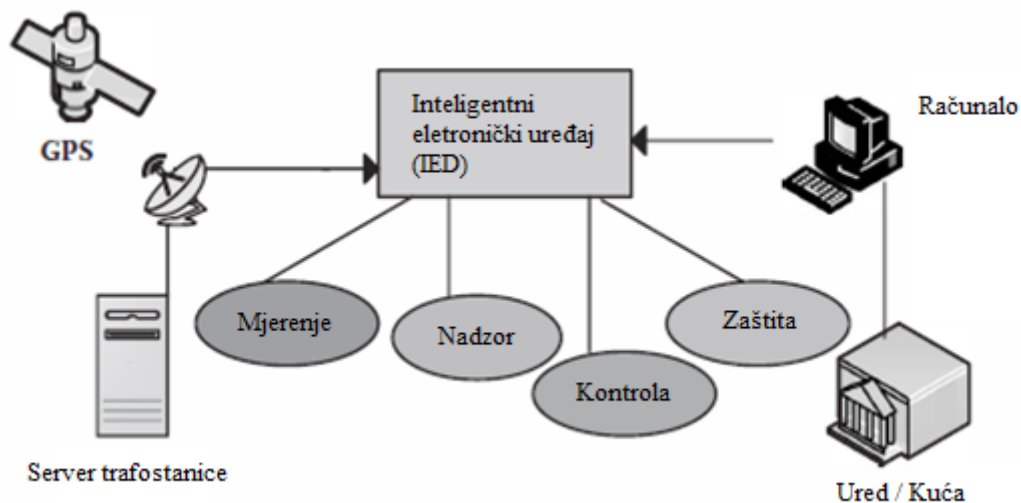 GPS
Inteligentni
eletronički uređaj
(IED)
Računalo
Mjerenje
Nadzor
Kontrola
Zaštita
Server trafostanice
Ured / Kuća